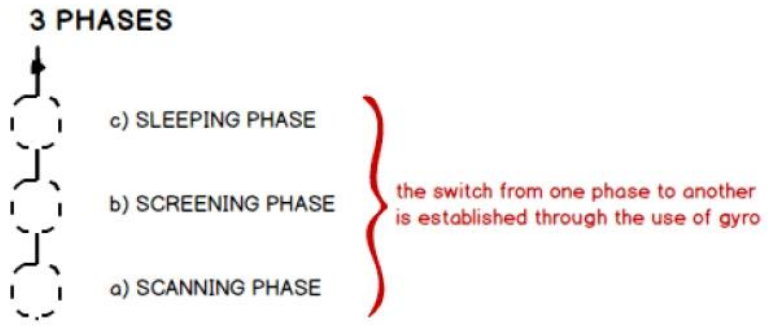 3 PHASES
c) SLEEPING PHASE
b) SCREENING PHASE
the switch from one phase to another
is established through the use of gyro
a) SCANNING PHASE